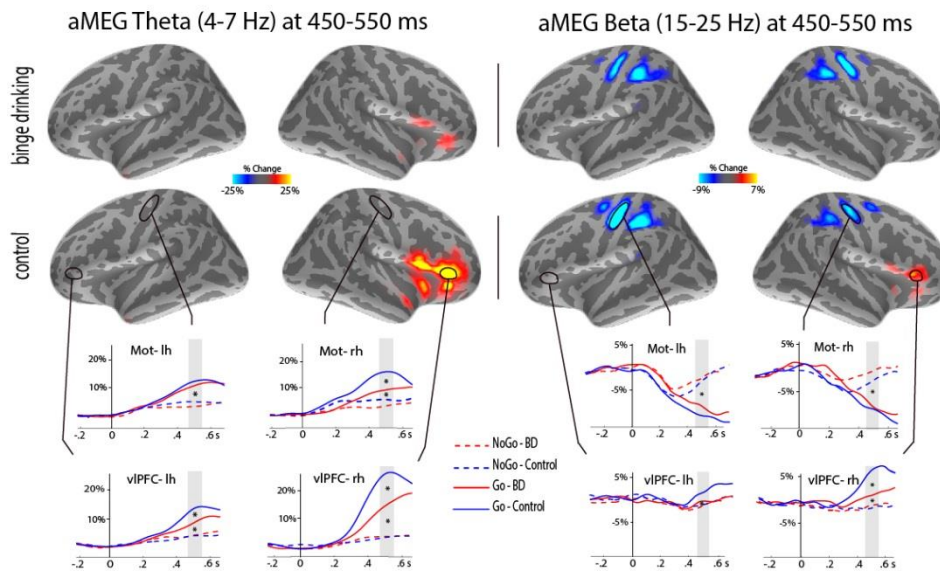 aMEG Theta (4-7 Hz) at 450-550 ms
aMEG Beta (15-25 Hz) at 450-550 ms
binge drinking
% Change
-25% 25%
% Change
-9% 7%
control
Mot- lh
20%
10%
-0.2 0 .2 .4 .6 s
Mot- rh
20%
10%
-0.2 0 .2 .4 .6 s
Mot- lh
5%
-5%
-.2 0 .2 .4 .6 s
Mot- rh
5%
-5%
-.2 0 .2 .4 .6 s
NoGo - BD
NoGo - Control
Go - BD
Go - Control
vlPFC- lh
20%
10%
-0.2 0 .2 .4 .6 s
vlPFC- rh
20%
10%
-0.2 0 .2 .4 .6 s
vlPFC- lh
5%
-5%
-.2 0 .2 .4 .6 s
vlPFC- rh
5%
-5%
-.2 0 .2 .4 .6 s